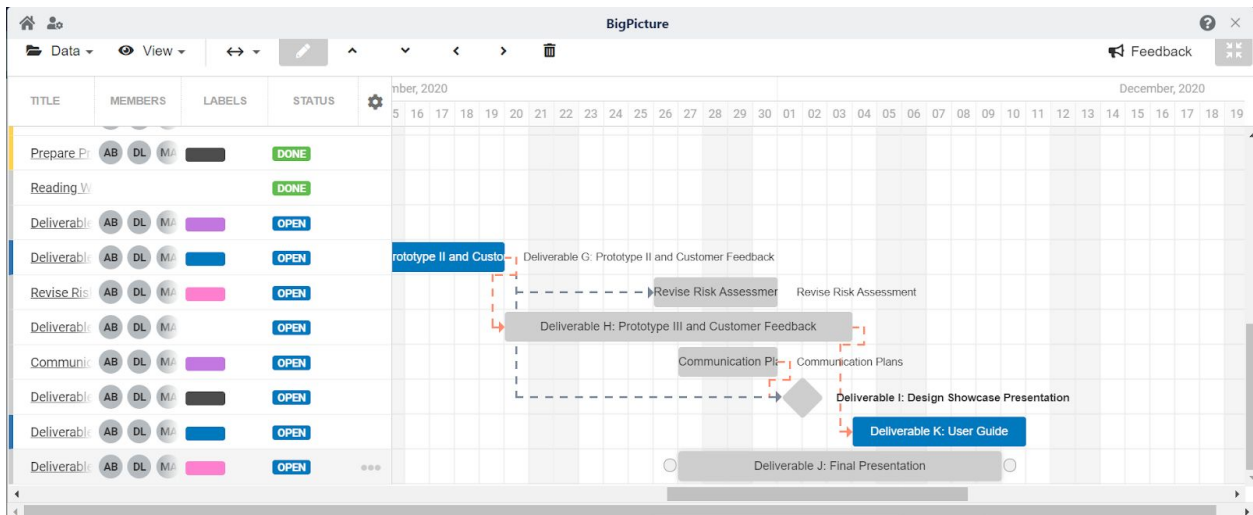 BigPicture
Data View Feedback
TITLE MEMBERS LABELS STATUS
mber, 2020 December, 2020
5 16 17 18 19 20 21 22 23 24 25 26 27 28 29 30 01 02 03 04 05 06 07 08 09 10 11 12 13 14 15 16 17 18 19
Prepare Pr AB DL MA DONE
Reading W DONE
Deliverable AB DL MA OPEN
Deliverable AB DL MA OPEN rototype II and Custo Deliverable G: Prototype II and Customer Feedback
Revise Ris AB DL MA OPEN Revise Risk Assessmer Revise Risk Assessment
Deliverable AB DL MA OPEN Deliverable H: Prototype III and Customer Feedback
Communic AB DL MA OPEN Communication Pla Communication Plans
Deliverable AB DL MA OPEN Deliverable I: Design Showcase Presentation
Deliverable AB DL MA OPEN Deliverable K: User Guide
Deliverable AB DL MA OPEN Deliverable J: Final Presentation